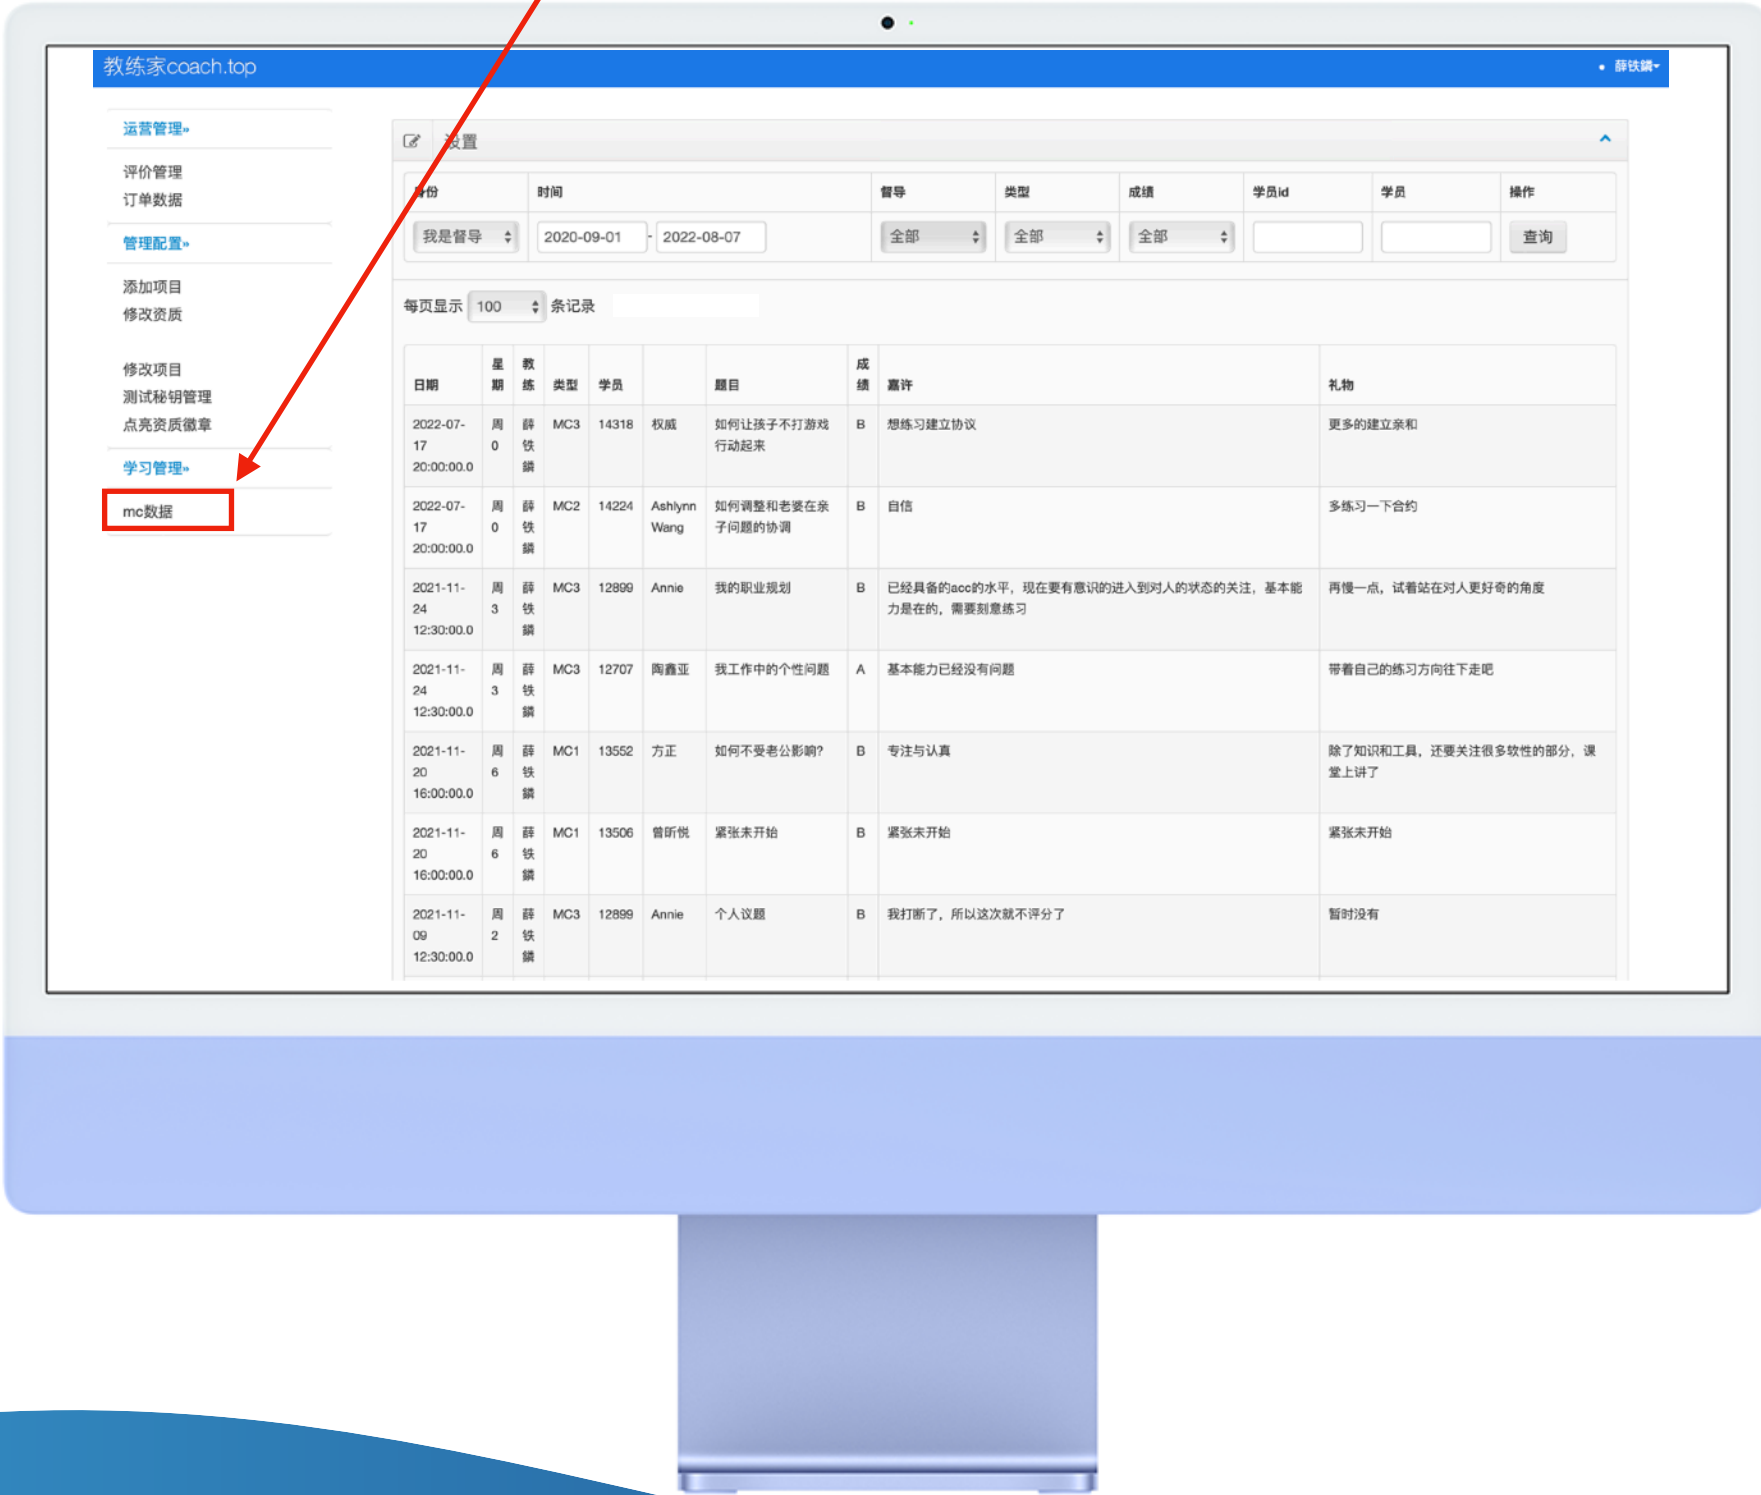 教练家coach.top
薛铁鏻
运营管理»
评价管理
订单数据
管理配置»
添加项目
修改资质
修改项目
测试秘钥管理
点亮资质徽章
学习管理»
mc数据
设置
身份 时间 督导 类型 成绩 学员id 学员 操作
我是督导 2020-09-01 - 2022-08-07 全部 全部 全部 查询
每页显示 100 条记录
日期 星期 教练 类型 学员 题目 成绩 嘉许 礼物
2022-07-17 20:00:00.0 周0 薛铁鏻 MC3 14318 权威 如何让孩子不打游戏行动起来 B 想练习建立协议 更多的建立亲和
2022-07-17 20:00:00.0 周0 薛铁鏻 MC2 14224 Ashlynn Wang 如何调整和老婆在亲子问题的协调 B 自信 多练习一下合约
2021-11-24 12:30:00.0 周3 薛铁鏻 MC3 12899 Annie 我的职业规划 B 已经具备的acc的水平，现在要有意识的进入到对人的状态的关注，基本能力是在的，需要刻意练习 再慢一点，试着站在对人更好奇的角度
2021-11-24 12:30:00.0 周3 薛铁鏻 MC3 12707 陶鑫亚 我工作中的个性问题 A 基本能力已经没有问题 带着自己的练习方向往下走吧
2021-11-20 16:00:00.0 周6 薛铁鏻 MC1 13552 方正 如何不受老公影响? B 专注与认真 除了知识和工具，还要关注很多软性的部分，课堂上讲了
2021-11-20 16:00:00.0 周6 薛铁鏻 MC1 13506 曾昕悦 紧张未开始 B 紧张未开始 紧张未开始
2021-11-09 12:30:00.0 周2 薛铁鏻 MC3 12899 Annie 个人议题 B 我打断了，所以这次就不评分了 暂时没有